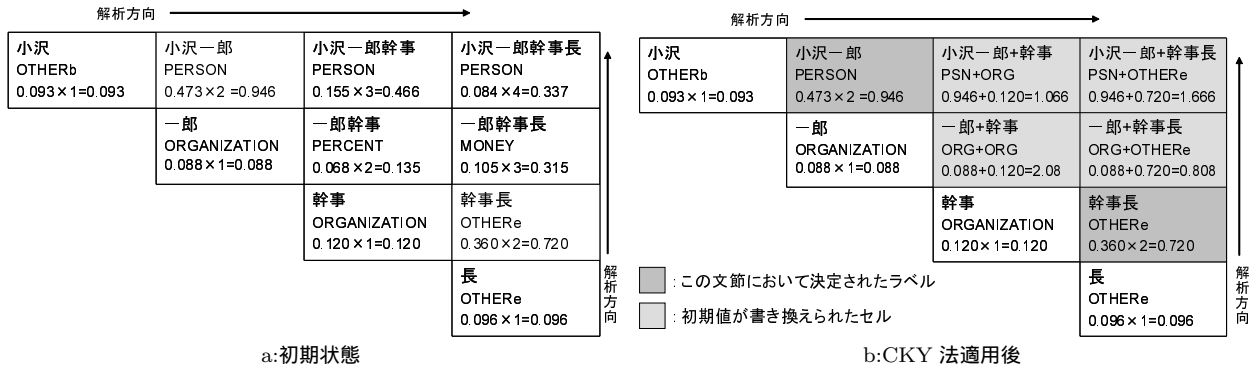 解析方向
小沢
OTHERb
0.093×1=0.093
小沢一郎
PERSON
0.473×2 =0.946
小沢一郎幹事
PERSON
0.155×3=0.466
小沢一郎幹事長
PERSON
0.084×4=0.337
一郎
ORGANIZATION
0.088×1=0.088
一郎幹事
PERCENT
0.068×2=0.135
一郎幹事長
MONEY
0.105×3=0.315
幹事
ORGANIZATION
0.120×1=0.120
幹事長
OTHERe
0.360×2=0.720
長
OTHERe
0.096×1=0.096
解析方向
a:初期状態
解析方向
小沢
OTHERb
0.093×1=0.093
小沢一郎
PERSON
0.473×2 =0.946
小沢一郎+幹事
PSN+ORG
0.946+0.120=1.066
小沢一郎+幹事長
PSN+OTHERe
0.946+0.720=1.666
一郎
ORGANIZATION
0.088×1=0.088
一郎+幹事
ORG+ORG
0.088+0.120=2.08
一郎+幹事長
ORG+OTHERe
0.088+0.720=0.808
幹事
ORGANIZATION
0.120×1=0.120
幹事長
OTHERe
0.360×2=0.720
長
OTHERe
0.096×1=0.096
解析方向
:この文節において決定されたラベル
:初期値が書き換えられたセル
b:CKY 法適用後